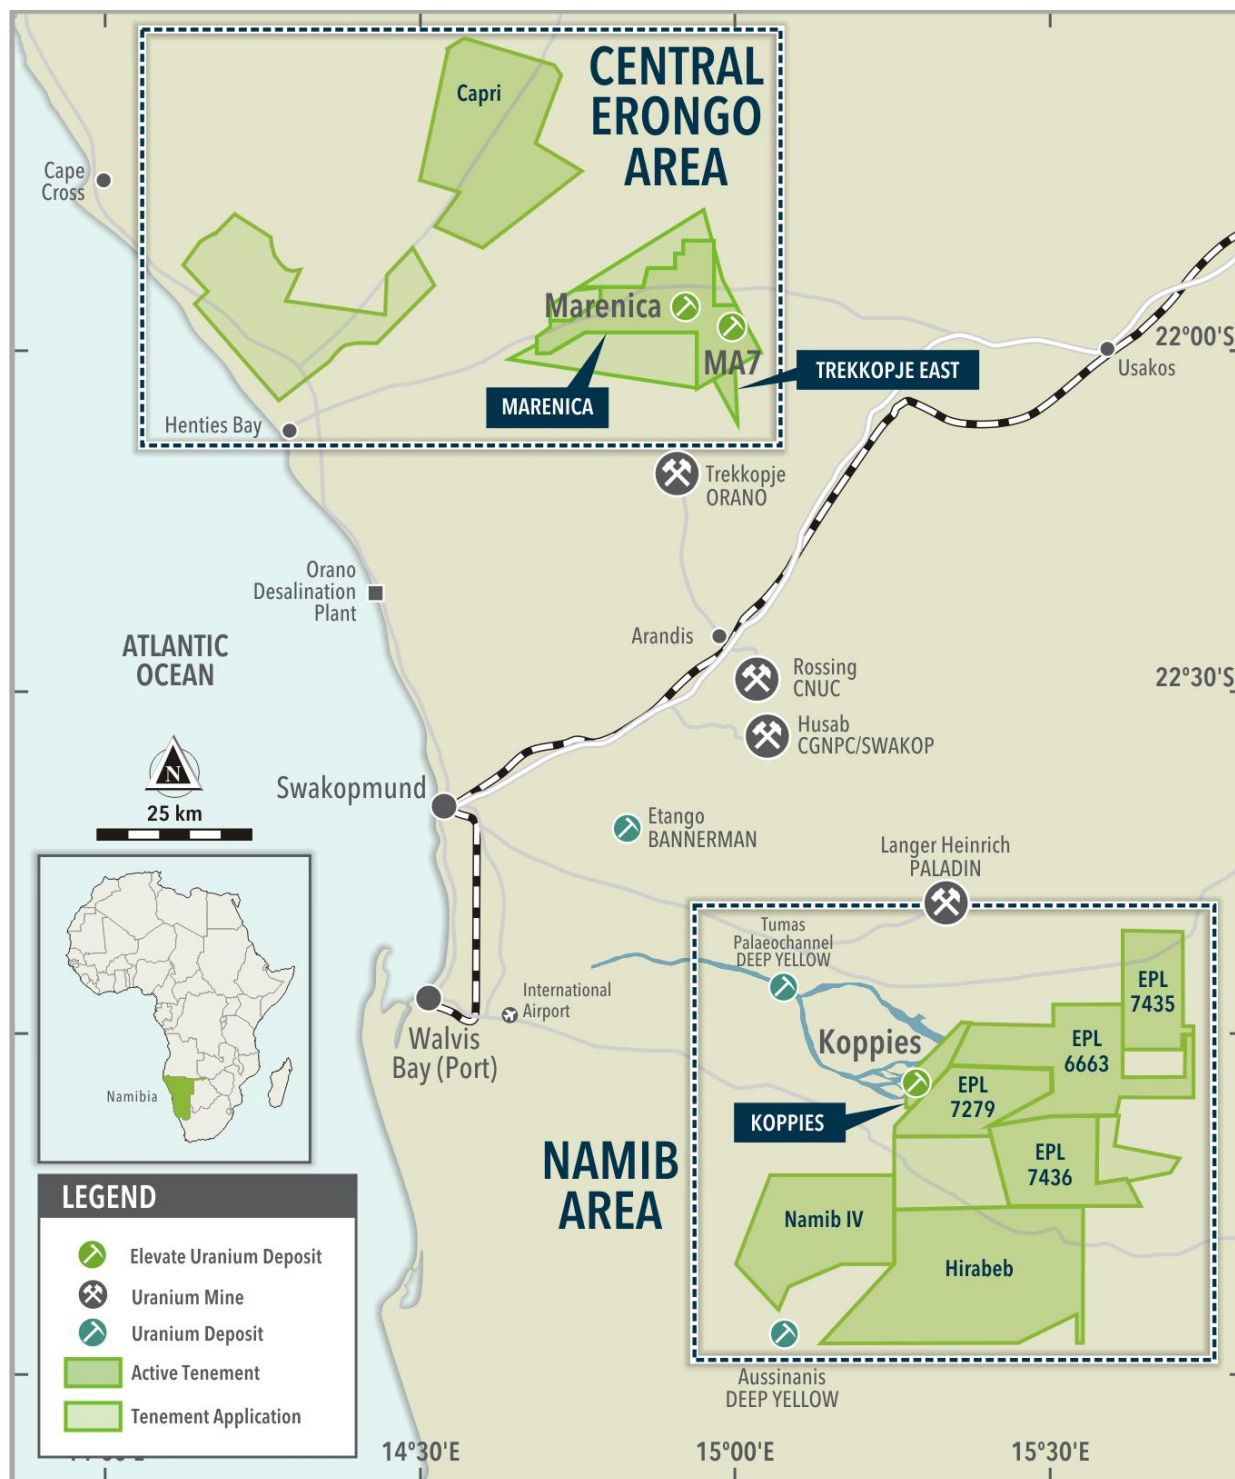 CENTRAL
ERONGO
AREA
Capri
Cape
Cross
Marenica
MA7
22°00'S
TREKKOPJE EAST
Usakos
MARENICA
Henties Bay
Trekkopje
ORANO
Orano
Desalination
Plant
Arandis
ATLANTIC
OCEAN
Rossing
CNUC
22°30'S
Husab
CGNPC/SWAKOP
N
25 km
Swakopmund
Etango
BANNERMAN
Langer Heinrich
PALADIN
Tumas
Palaeochannel
DEEP YELLOW
International
Airport
Walvis
Bay (Port)
Koppies
EPL
7435
EPL
6663
EPL
7279
KOPPIES
Namibia
NAMIB
AREA
EPL
7436
Namib IV
Hirabeb
Aussinanis
DEEP YELLOW
LEGEND
Elevate Uranium Deposit
Uranium Mine
Uranium Deposit
Active Tenement
Tenement Application
14°30'E
15°00'E
15°30'E